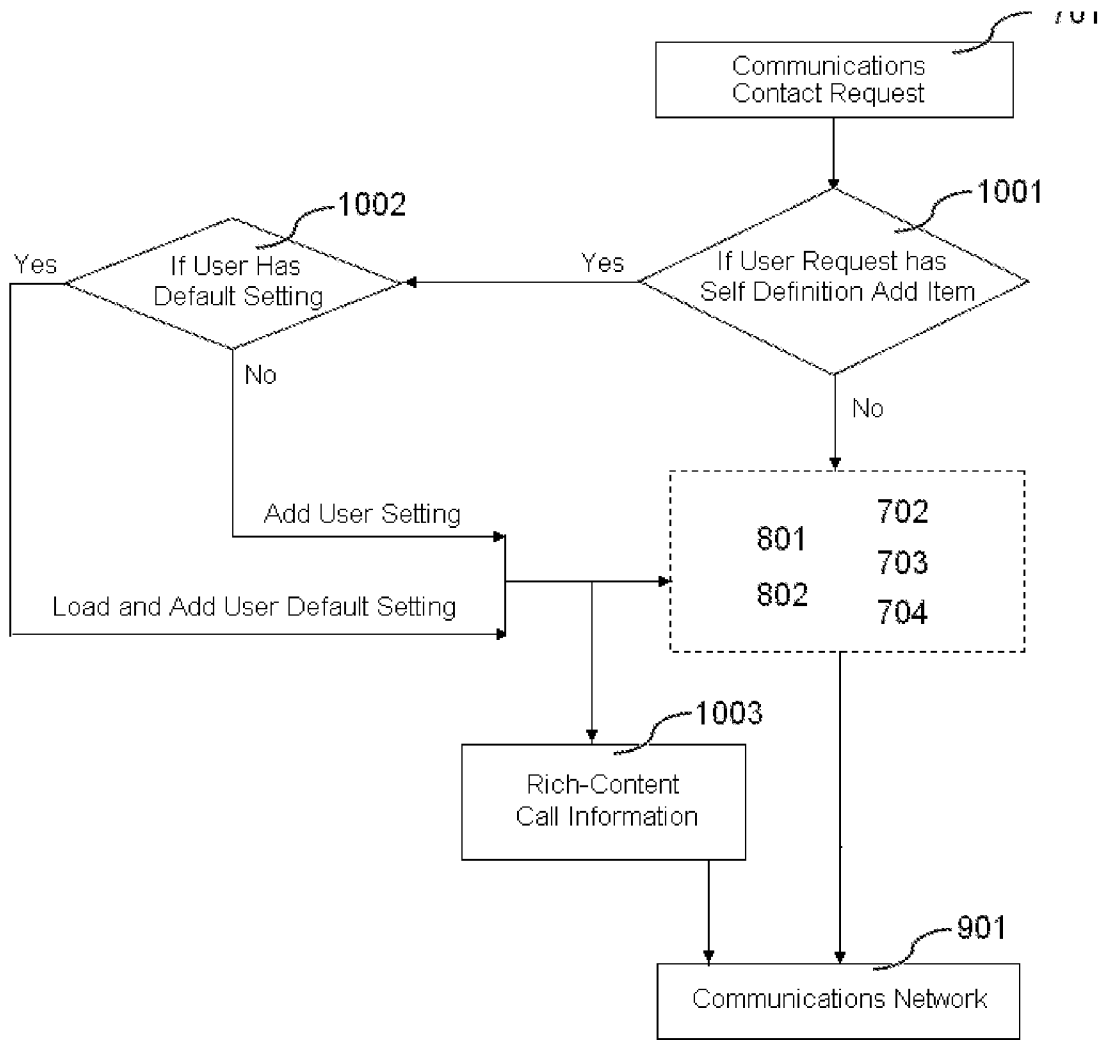 Communications
Contact Request
1001
1002
If User Has
Default Setting
Yes
Yes
If User Request has
Self Definition Add Item
No
No
Add User Setting
Load and Add User Default Setting
702
801
703
802
704
1003
Rich-Content
Call Information
901
Communications Network